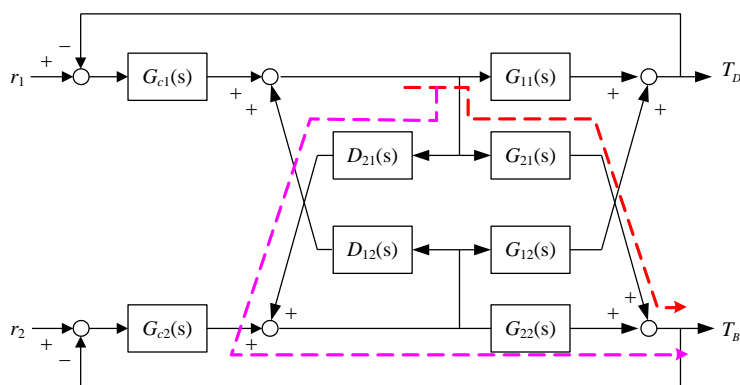 −
+
r1
Gc1(s)
+
+
G11(s)
+
+
TD
D21(s)
G21(s)
D12(s)
G12(s)
+
r2
−
Gc2(s)
+
+
G22(s)
+
+
TB